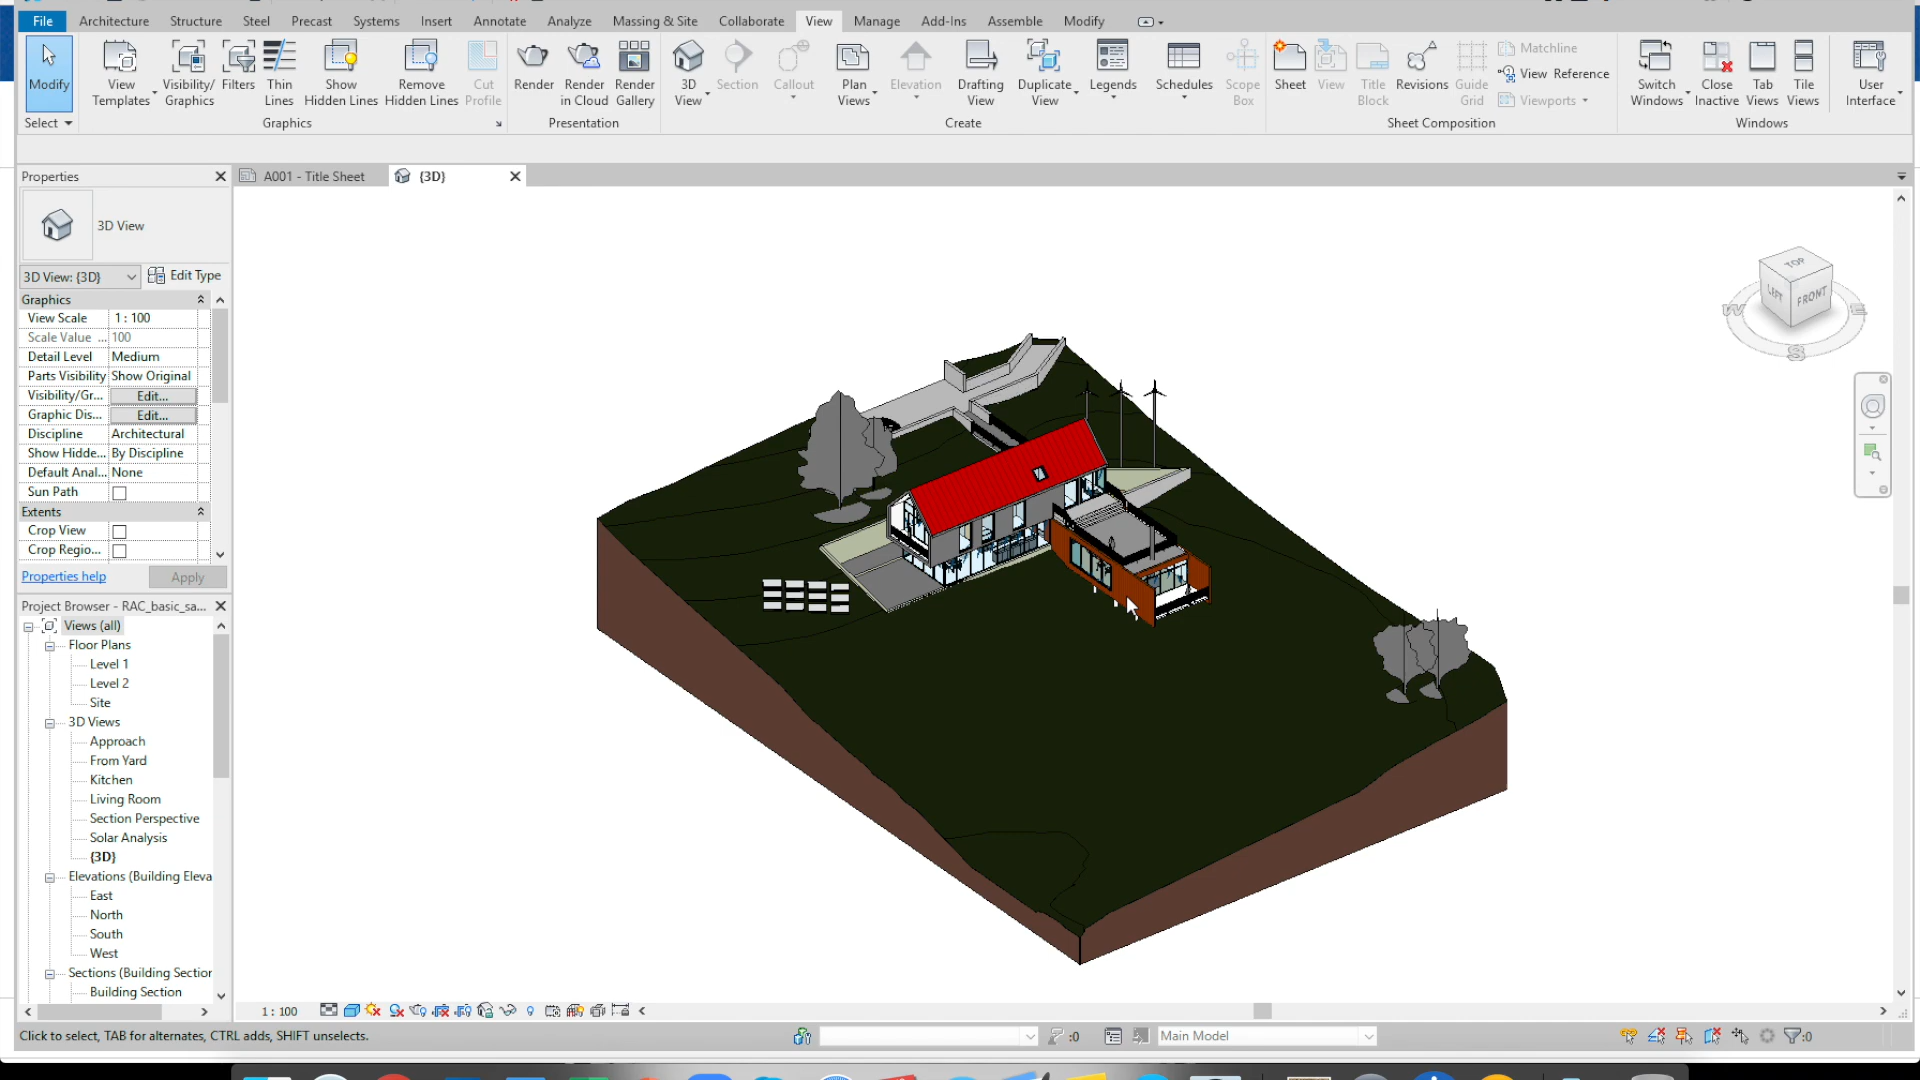 File Architecture Structure Steel Precast Systems Insert Annotate Analyze Massing & Site Collaborate View Manage Add-Ins Assemble Modify
Modify
View Templates
Visibility/ Graphics
Filters
Thin Lines
Show Hidden Lines
Remove Hidden Lines
Cut Profile
Render
Render in Cloud
Render Gallery
3D View
Section
Callout
Plan Views
Elevation
Drafting View
Duplicate View
Legends
Schedules
Scope Box
Sheet
View
Title Block
Revisions
Guide Grid
Matchline
View Reference
Viewports
Switch Windows
Close Inactive
Tab Views
Tile Views
User Interface
Select Graphics Presentation Create Sheet Composition Windows
Properties
A001 - Title Sheet
{3D}
3D View
3D View: {3D} Edit Type
Graphics
View Scale 1 : 100
Scale Value ... 100
Detail Level Medium
Parts Visibility Show Original
Visibility/Gr... Edit...
Graphic Dis... Edit...
Discipline Architectural
Show Hidde... By Discipline
Default Anal... None
Sun Path
Extents
Crop View
Crop Regio...
Properties help Apply
Project Browser - RAC_basic_sa...
Views (all)
Floor Plans
Level 1
Level 2
Site
3D Views
Approach
From Yard
Kitchen
Living Room
Section Perspective
Solar Analysis
{3D}
Elevations (Building Eleva
East
North
South
West
Sections (Building Section
Building Section
TOP
LEFT FRONT
W E
S
1 : 100
Click to select, TAB for alternates, CTRL adds, SHIFT unselects.
:0
Main Model
:0